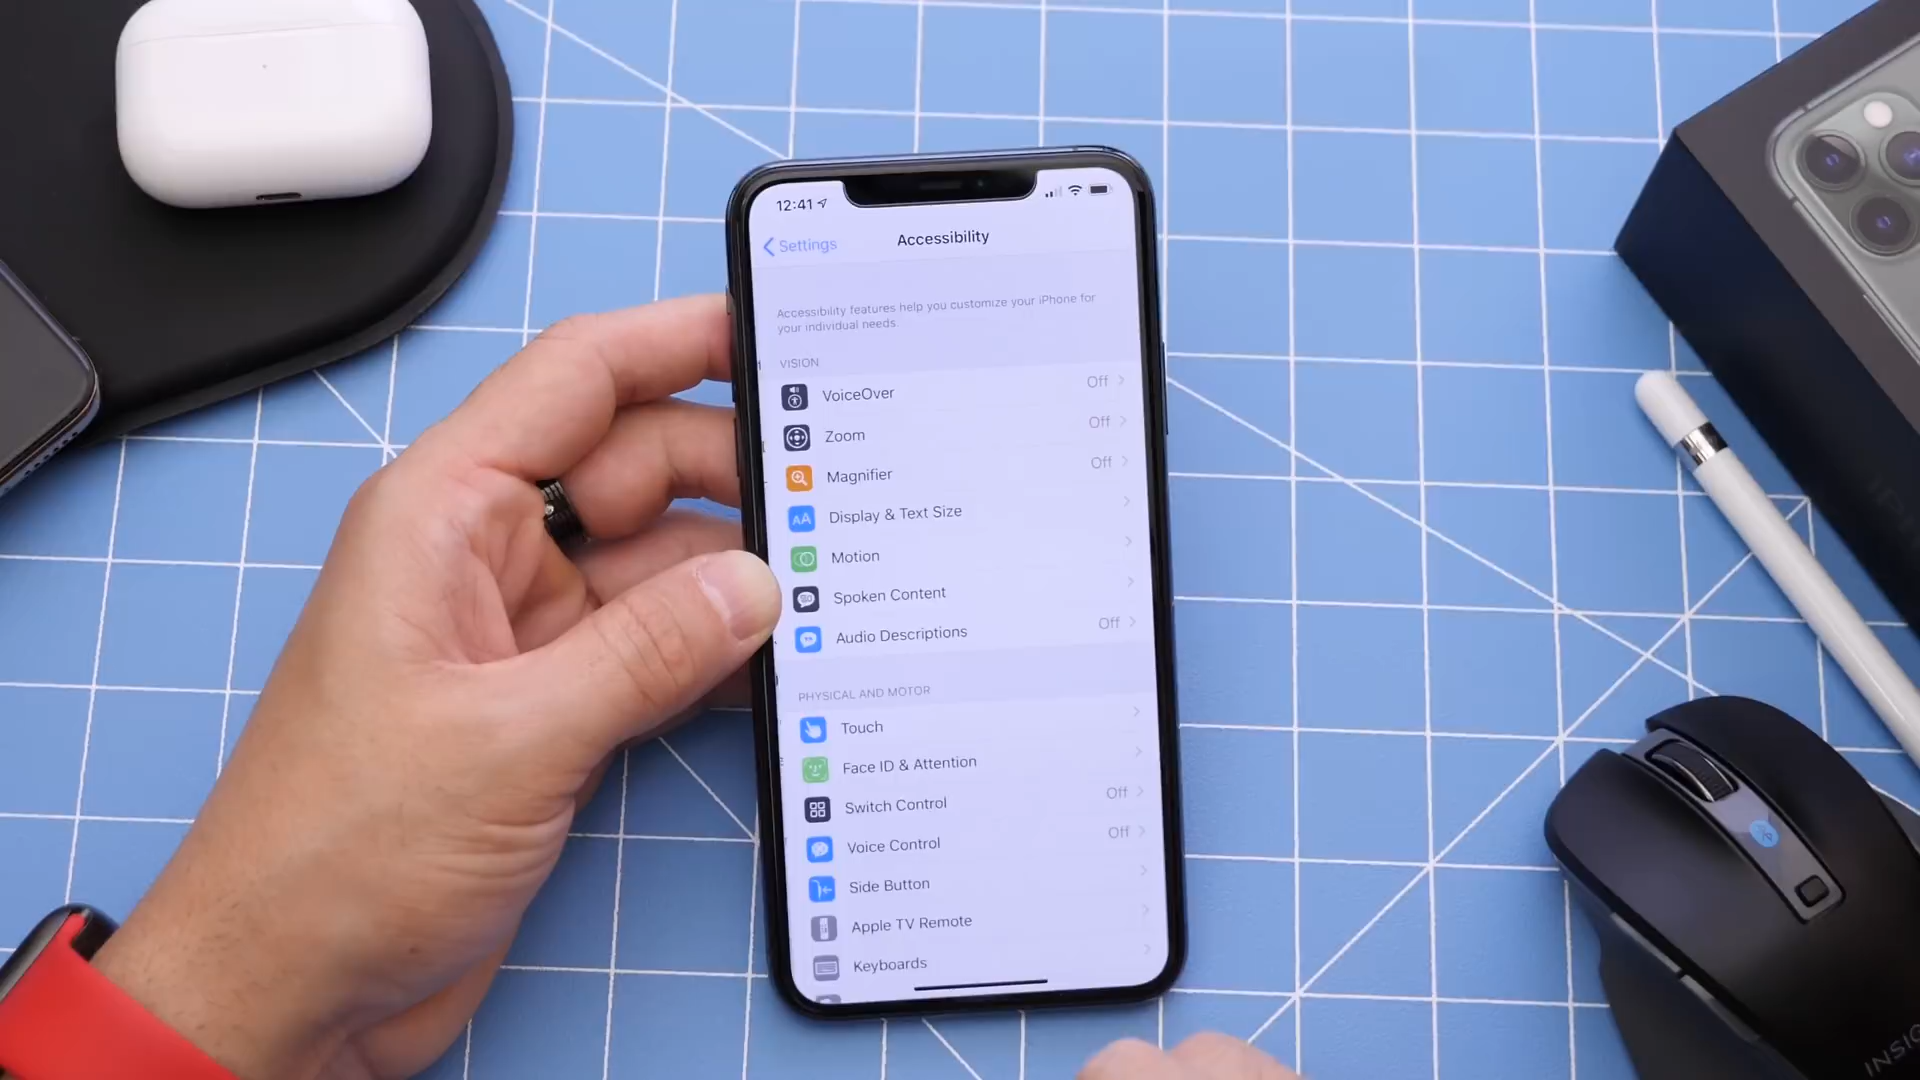 12:41
Settings
Accessibility
Accessibility features help you customize your iPhone for
your individual needs.
VISION
VoiceOver Off
Zoom Off
Magnifier Off
AA Display & Text Size
Motion
Spoken Content
Audio Descriptions Off
PHYSICAL AND MOTOR
Touch
Face ID & Attention
Switch Control Off
Voice Control Off
Side Button
Apple TV Remote
Keyboards